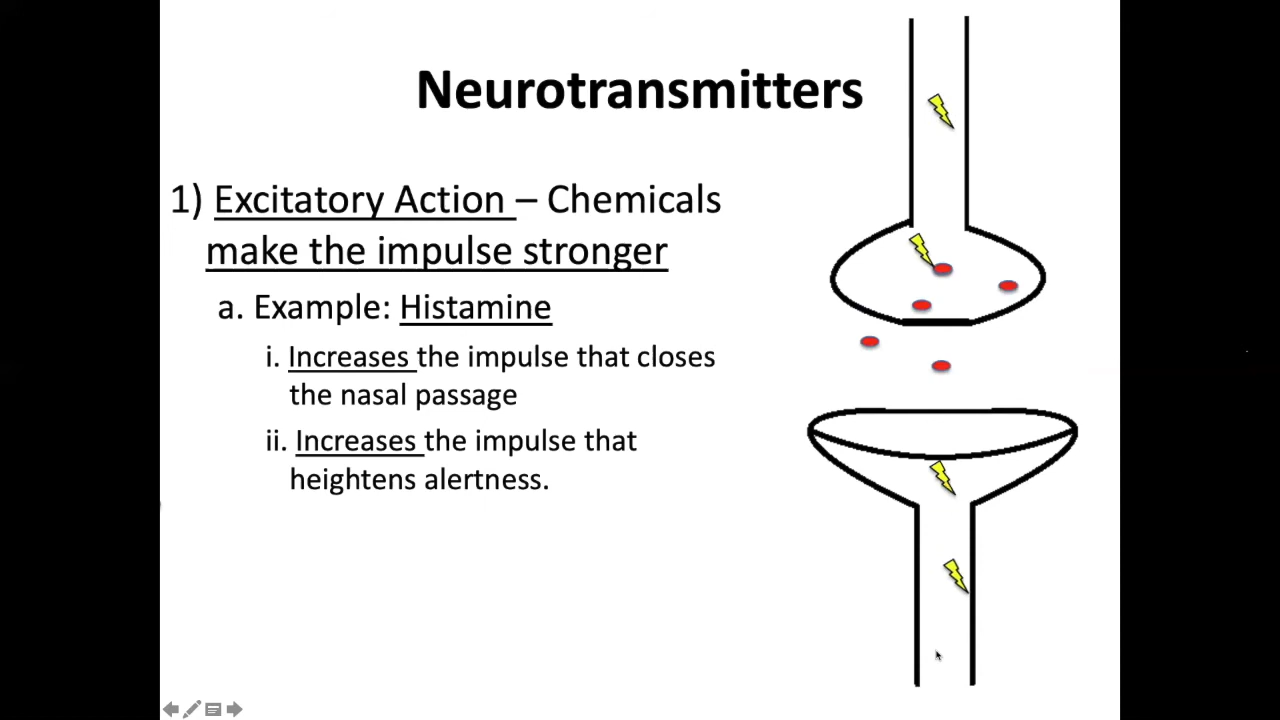 Neurotransmitters
1) Excitatory Action – Chemicals
make the impulse stronger
a. Example: Histamine
i. Increases the impulse that closes
the nasal passage
ii. Increases the impulse that
heightens alertness.